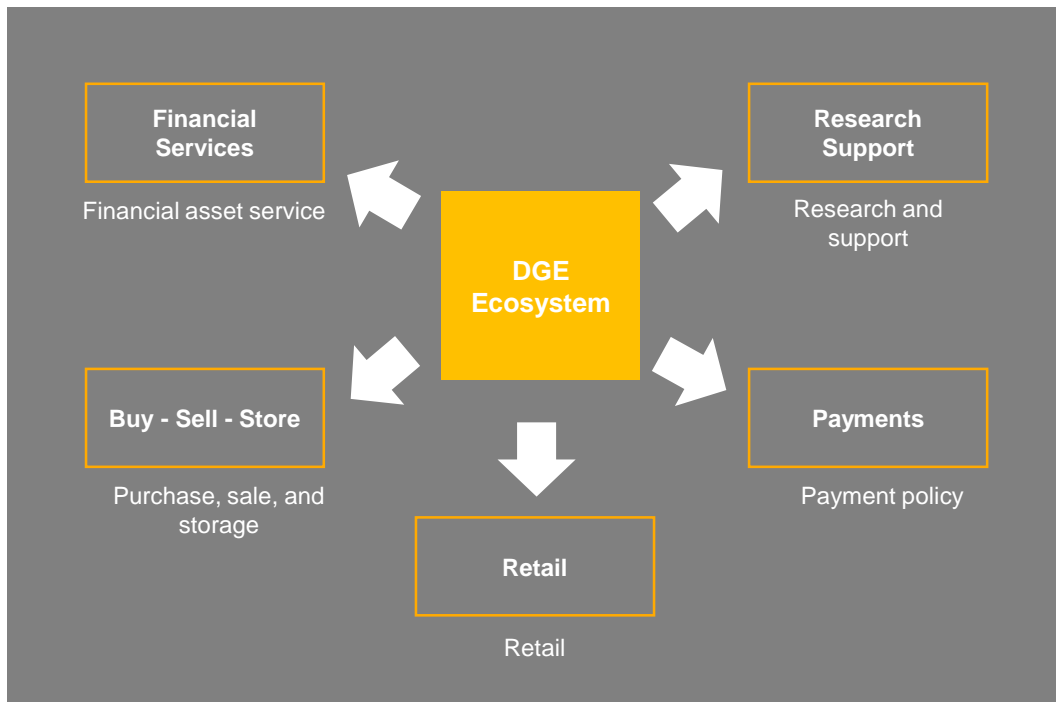 Financial
Services
Financial asset service
Research
Support
Research and
support
DGE
Ecosystem
Buy - Sell - Store
Purchase, sale, and
storage
Payments
Payment policy
Retail
Retail